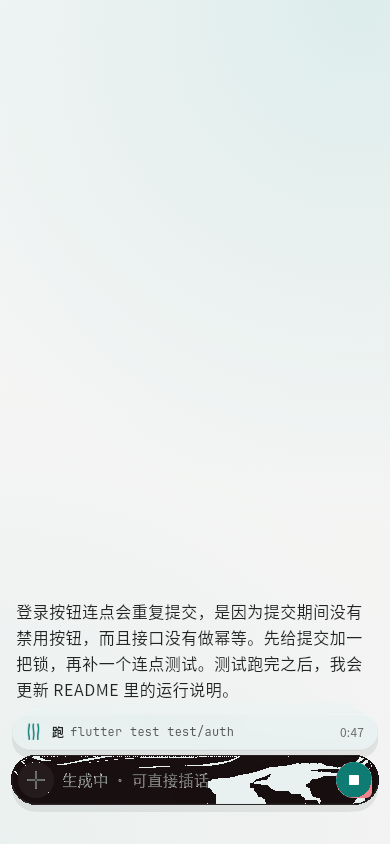 登录按钮连点会重复提交，是因为提交期间没有
禁用按钮，而且接口没有做幂等。先给提交加一
把锁，再补一个连点测试。测试跑完之后，我会
更新 README 里的运行说明。
跑 flutter test test/auth 0:47
生成中 · 可直接插话